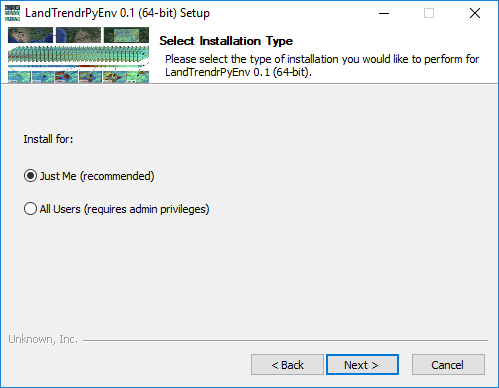 LandTrendrPyEnv 0.1 (64-bit) Setup
Select Installation Type
Please select the type of installation you would like to perform for
LandTrendrPyEnv 0.1 (64-bit).
Install for:
Just Me (recommended)
All Users (requires admin privileges)
Unknown, Inc.
< Back
Next >
Cancel